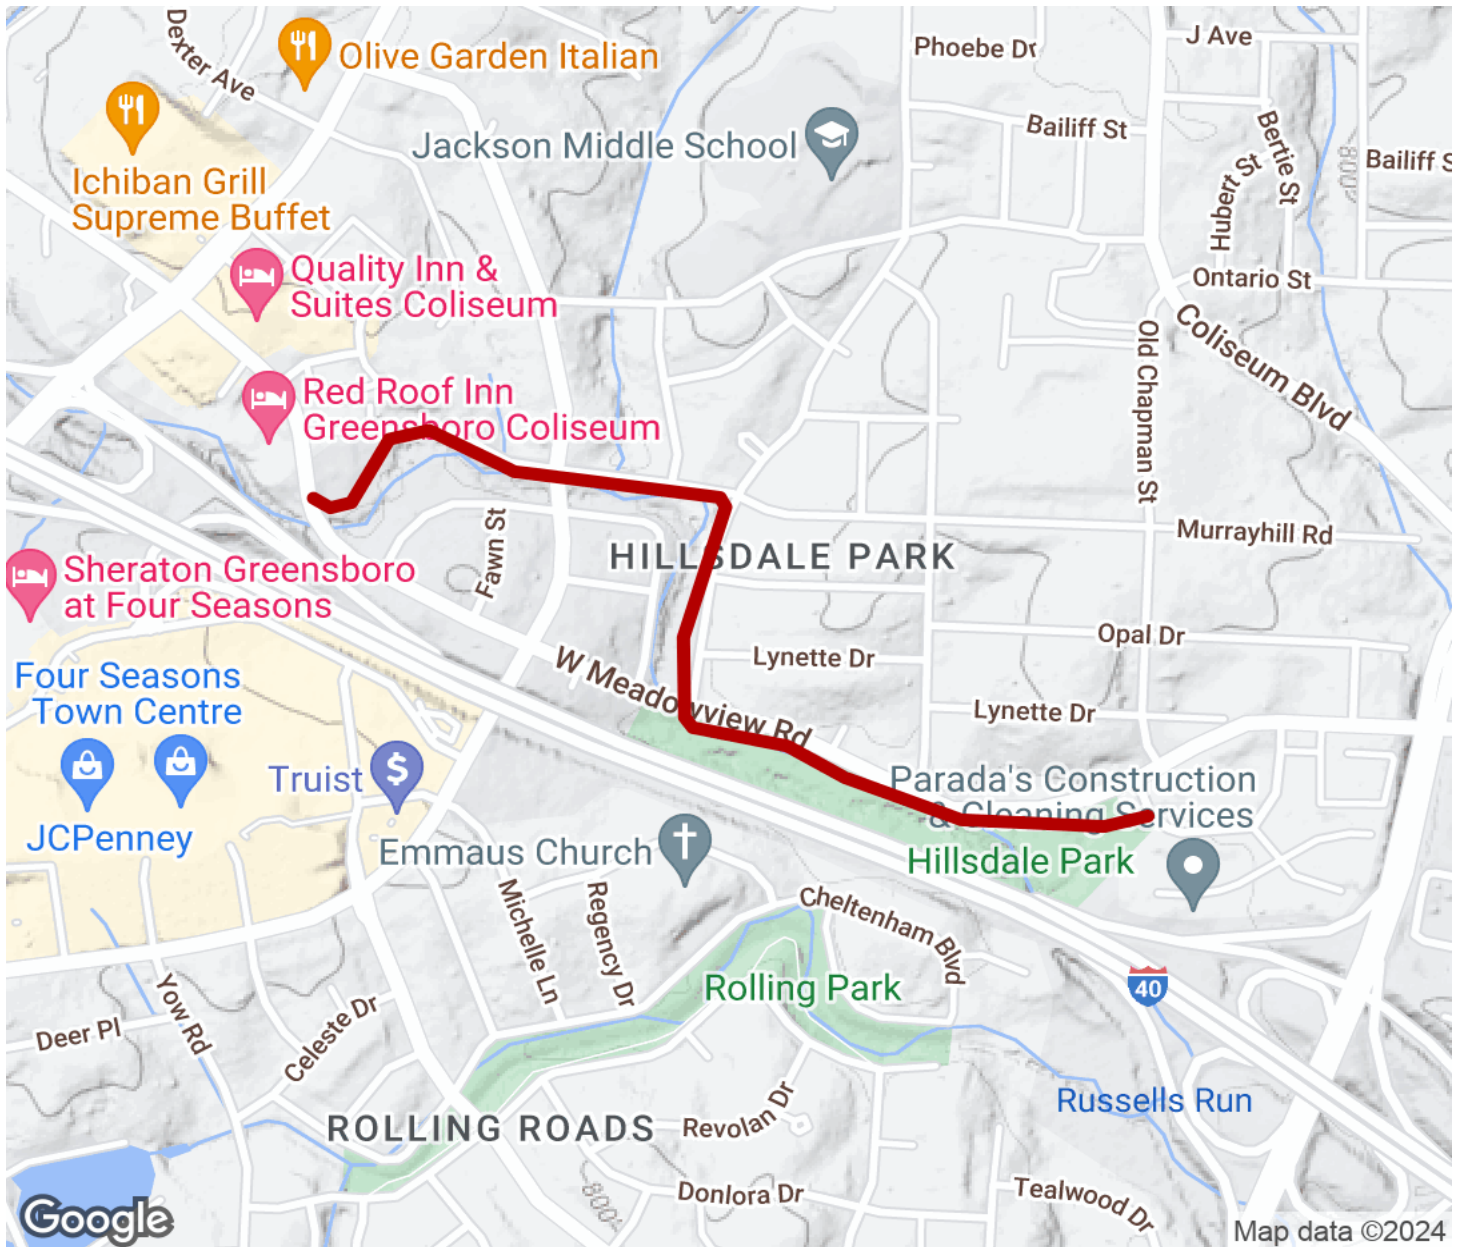 Dexter Ave
Olive Garden Italian
Phoebe Dr
J Ave
Bailiff St
Bertie St
Jackson Middle School
Hubert St
800'
Bailiff S
Ichiban Grill
Supreme Buffet
Quality Inn &
Suites Coliseum
Ontario St
Old Chapman St
Coliseum Blvd
Red Roof Inn
Greensboro Coliseum
Fawn St
Murrayhill Rd
HILLSDALE PARK
Sheraton Greensboro
at Four Seasons
Opal Dr
Lynette Dr
W Meadowview Rd
Four Seasons
Town Centre
Lynette Dr
Truist
JCPenney
Parada's Construction
& Cleaning Services
Emmaus Church
Hillsdale Park
Michelle Ln
Regency Dr
Cheltenham Blvd
Rolling Park
40
Yow Rd
Deer Pl
Celeste Dr
Russells Run
ROLLING ROADS
Revolan Dr
800'
Donlora Dr
Tealwood Dr
Google
Map data ©2024